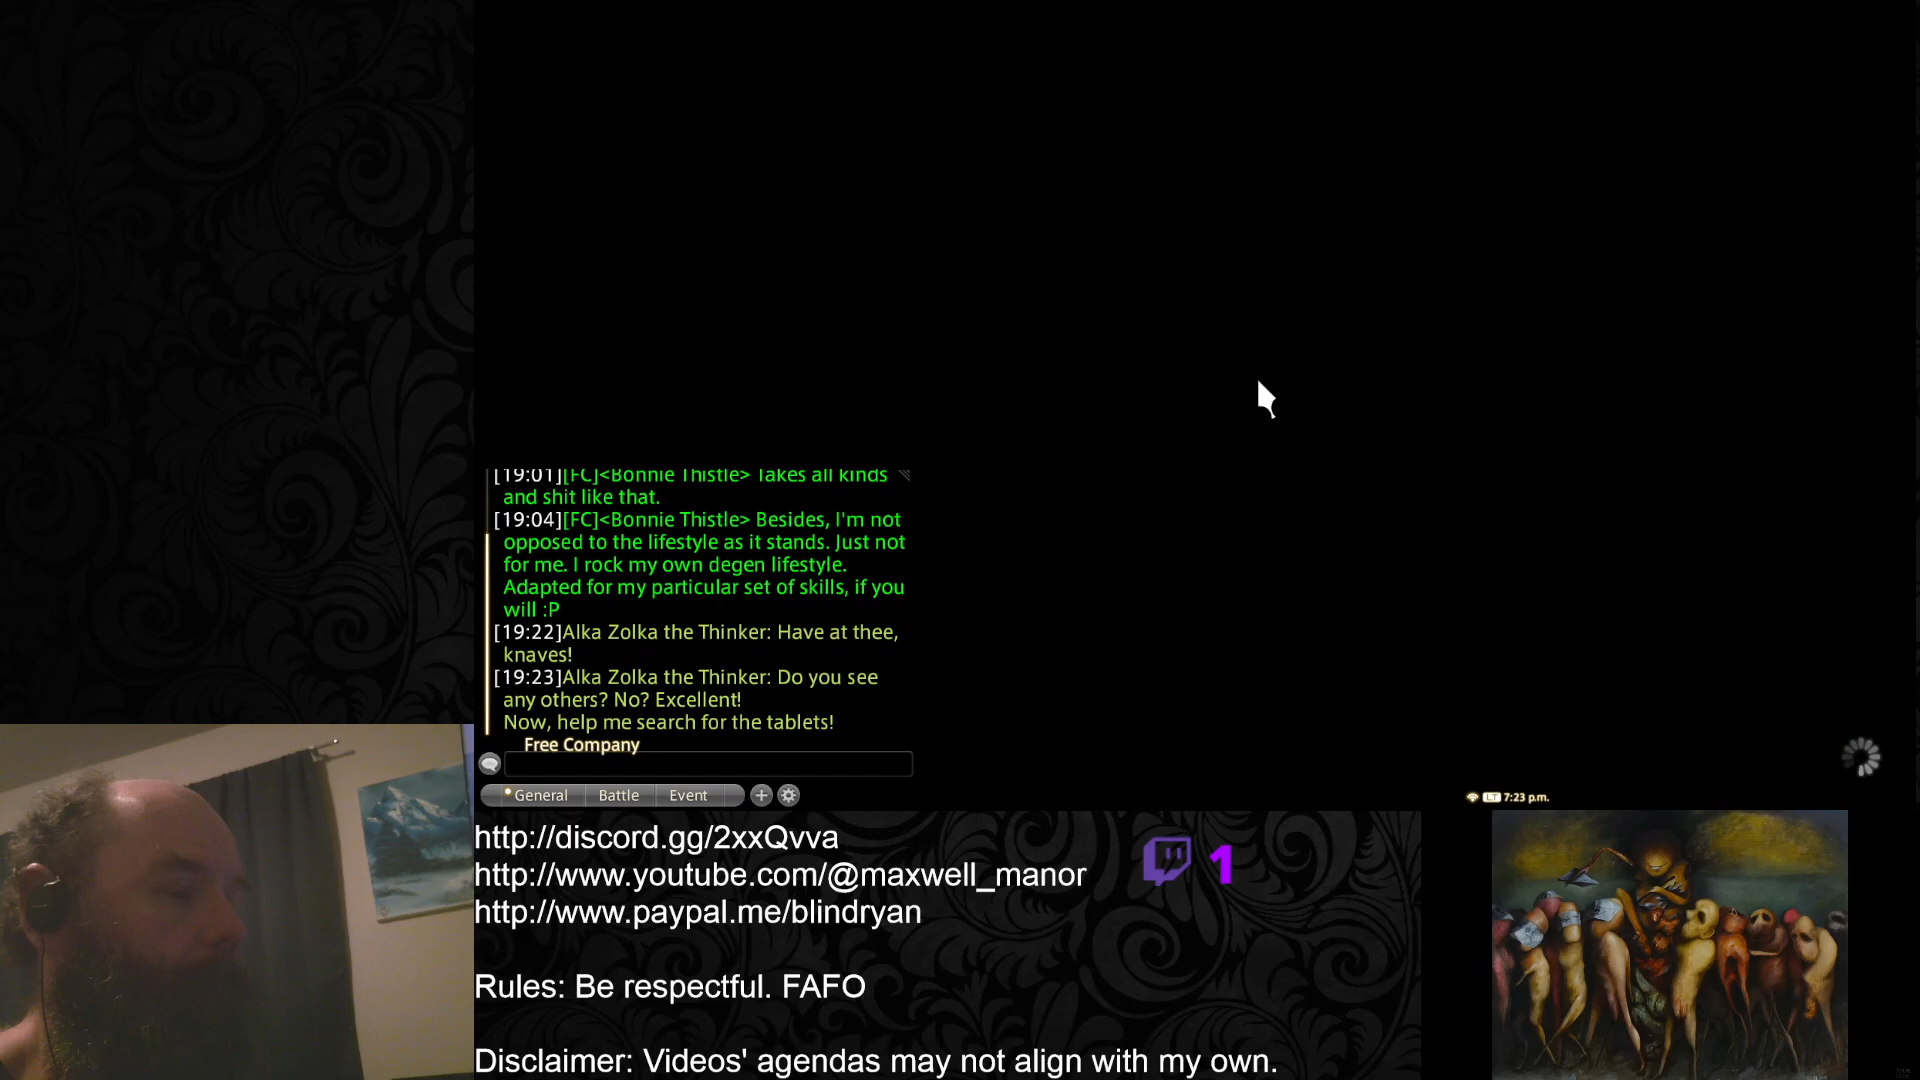 [19:01][FC]<Bonnie Thistle> Takes all kinds
and shit like that.
[19:04][FC]<Bonnie Thistle> Besides, I'm not
opposed to the lifestyle as it stands. Just not
for me. I rock my own degen lifestyle.
Adapted for my particular set of skills, if you
will :P
[19:22]Alka Zolka the Thinker: Have at thee,
knaves!
[19:23]Alka Zolka the Thinker: Do you see
any others? No? Excellent!
Now, help me search for the tablets!
Free Company
General Battle Event
LT 7:23 p.m.
http://discord.gg/2xxQvva
1
http://www.youtube.com/@maxwell_manor
http://www.paypal.me/blindryan
Rules: Be respectful. FAFO
Disclaimer: Videos' agendas may not align with my own.